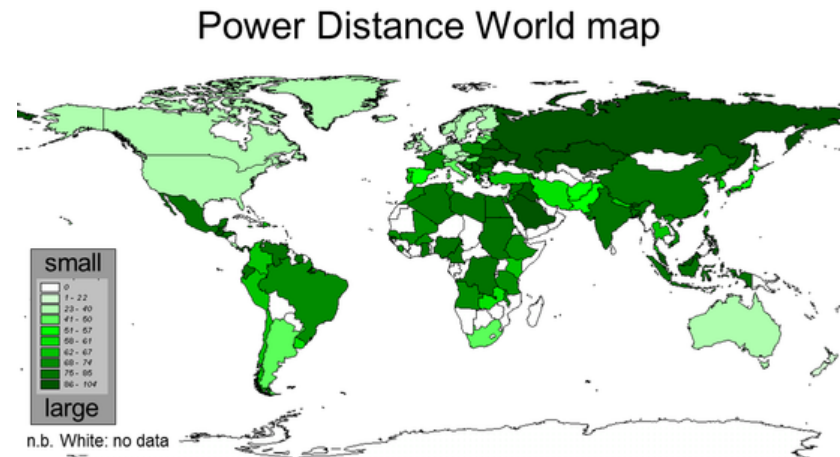 Power Distance World map
small
0
1 - 22
23 - 40
41 - 50
51 - 57
58 - 61
62 - 67
68 - 74
75 - 85
86 - 104
large
n.b. White: no data